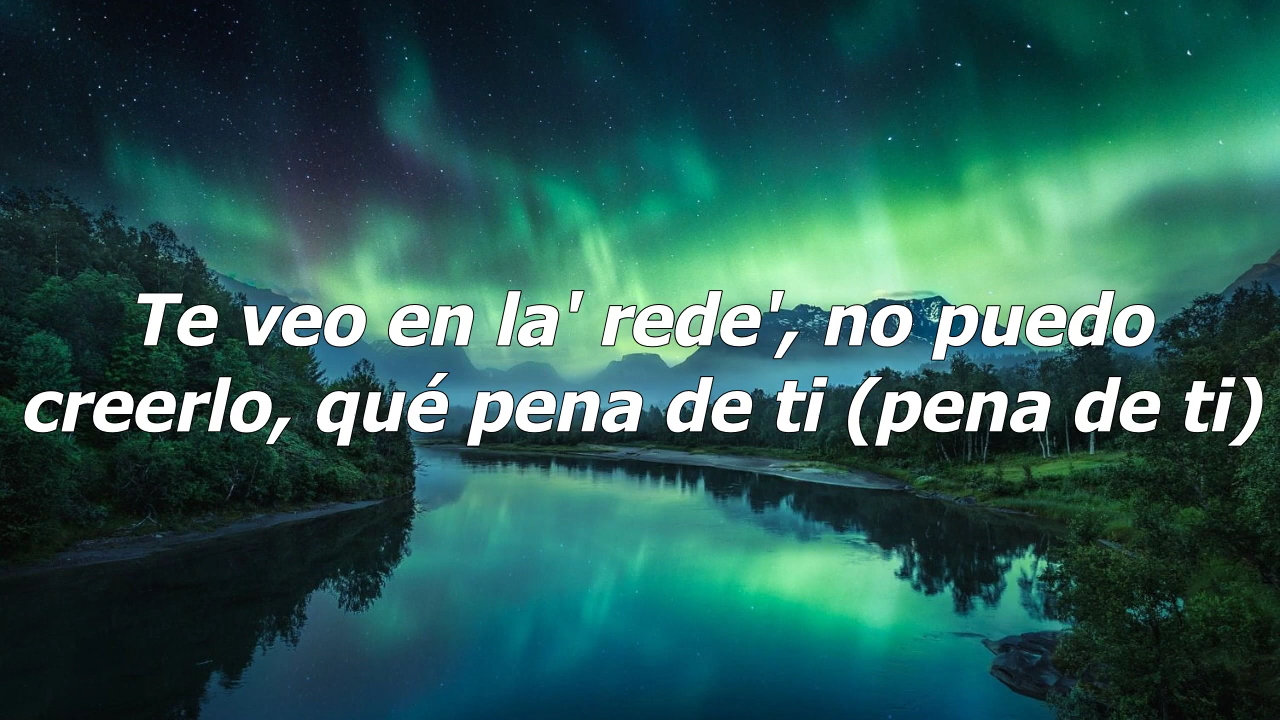 Te veo en la' rede', no puedo
creerlo, qué pena de ti (pena de ti)